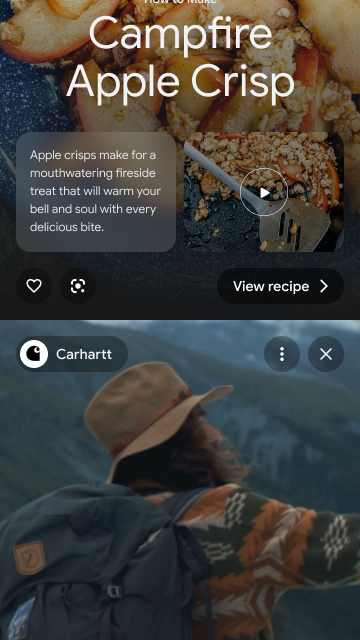 How to Make
Campfire
Apple Crisp
Apple crisps make for a
mouthwatering fireside
treat that will warm your
bell and soul with every
delicious bite.
View recipe
Carhartt